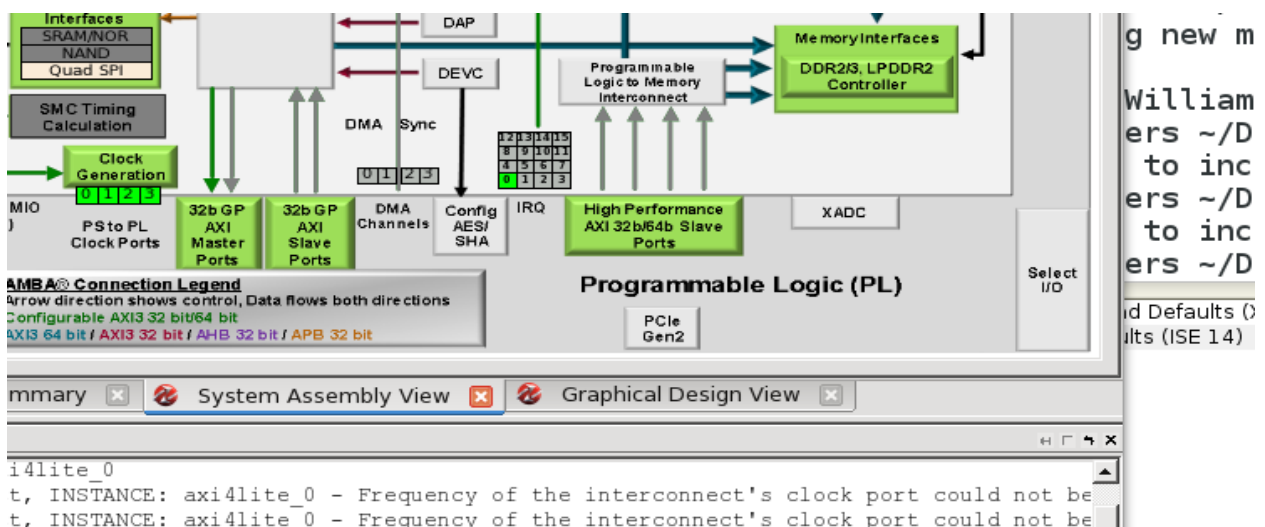 Interfaces
SRAM/NOR
NAND
Quad SPI
SMC Timing
Calculation
Clock
Generation
0 1 2 3
MIO
)
PS to PL
Clock Ports
32b GP
AXI
Master
Ports
32b GP
AXI
Slave
Ports
DAP
DEVC
DMA Sync
0 1 2 3
DMA
Channels
Config
AES/
SHA
12 13 14 15
8 9 10 11
4 5 6 7
0 1 2 3
IRQ
Programmable
Logic to Memory
Interconnect
Memory Interfaces
DDR2/3, LPDDR2
Controller
High Performance
AXI 32b/64b Slave
Ports
XADC
Programmable Logic (PL)
PCIe
Gen2
Select
I/O
AMBA® Connection Legend
Arrow direction shows control, Data flows both directions
Configurable AXI3 32 bit/64 bit
AXI3 64 bit / AXI3 32 bit / AHB 32 bit / APB 32 bit
g new m
William
ers ~/D
to inc
ers ~/D
to inc
ers ~/D
nd Defaults (X
ults (ISE 14)
mmary
System Assembly View
Graphical Design View
i4lite_0
t, INSTANCE: axi4lite_0 - Frequency of the interconnect's clock port could not be
t, INSTANCE: axi4lite_0 - Frequency of the interconnect's clock port could not be